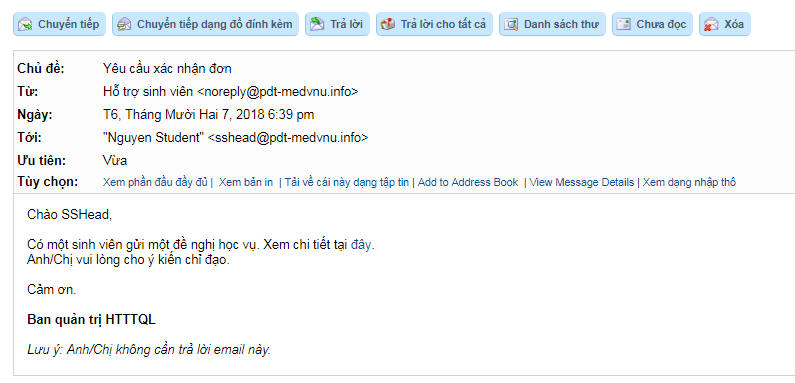 Chuyển tiếp Chuyển tiếp dạng đồ đính kèm Trả lời Trả lời cho tất cả Danh sách thư Chưa đọc Xóa
Chủ đề: Yêu cầu xác nhận đơn
Từ: Hỗ trợ sinh viên <noreply@pdt-medvnu.info>
Ngày: T6, Tháng Mười Hai 7, 2018 6:39 pm
Tới: "Nguyen Student" <sshead@pdt-medvnu.info>
Ưu tiên: Vừa
Tùy chọn: Xem phần đầu đầy đủ | Xem bản in | Tải về cái này dạng tập tin | Add to Address Book | View Message Details | Xem dạng nhập thô
Chào SSHead,
Có một sinh viên gửi một đề nghị học vụ. Xem chi tiết tại đây.
Anh/Chị vui lòng cho ý kiến chỉ đạo.
Cảm ơn.
Ban quản trị HTTTQL
Lưu ý: Anh/Chị không cần trả lời email này.